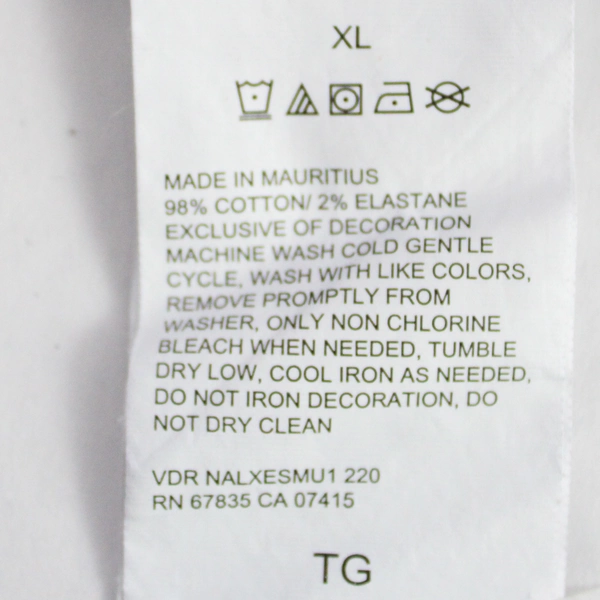 XL
MADE IN MAURITIUS
98% COTTON/ 2% ELASTANE
EXCLUSIVE OF DECORATION
MACHINE WASH COLD GENTLE
CYCLE, WASH WITH LIKE COLORS,
REMOVE PROMPTLY FROM
WASHER, ONLY NON CHLORINE
BLEACH WHEN NEEDED, TUMBLE
DRY LOW, COOL IRON AS NEEDED,
DO NOT IRON DECORATION, DO
NOT DRY CLEAN
VDR NALXESMU1 220
RN 67835 CA 07415
TG